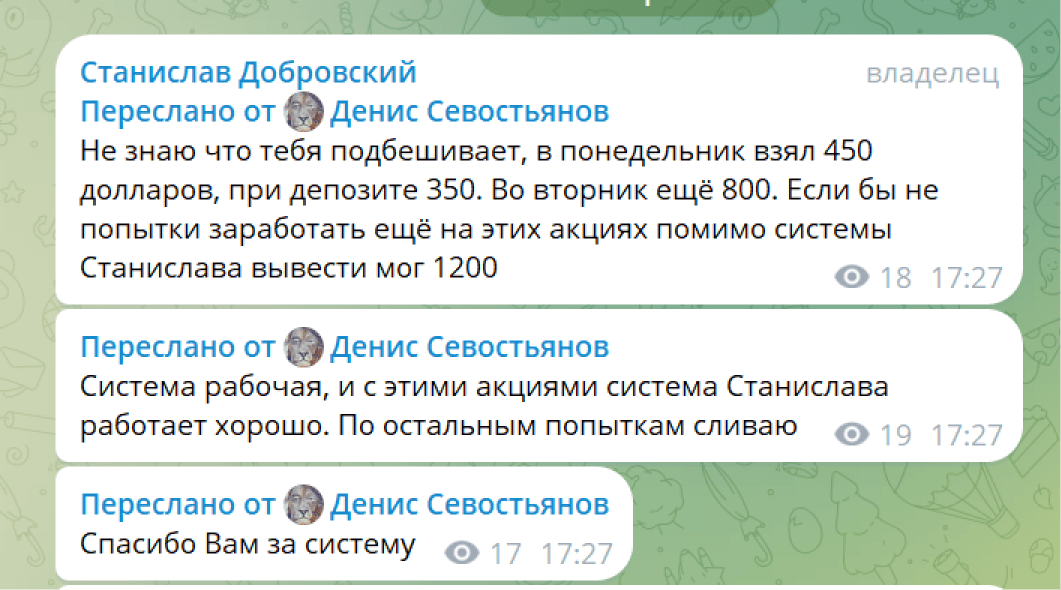 Станислав Добровский владелец
Переслано от Денис Севостьянов
Не знаю что тебя подбешивает, в понедельник взял 450
долларов, при депозите 350. Во вторник ещё 800. Если бы не
попытки заработать ещё на этих акциях помимо системы
Станислава вывести мог 1200
18 17:27
Переслано от Денис Севостьянов
Система рабочая, и с этими акциями система Станислава
работает хорошо. По остальным попыткам сливаю
19 17:27
Переслано от Денис Севостьянов
Спасибо Вам за систему 17 17:27